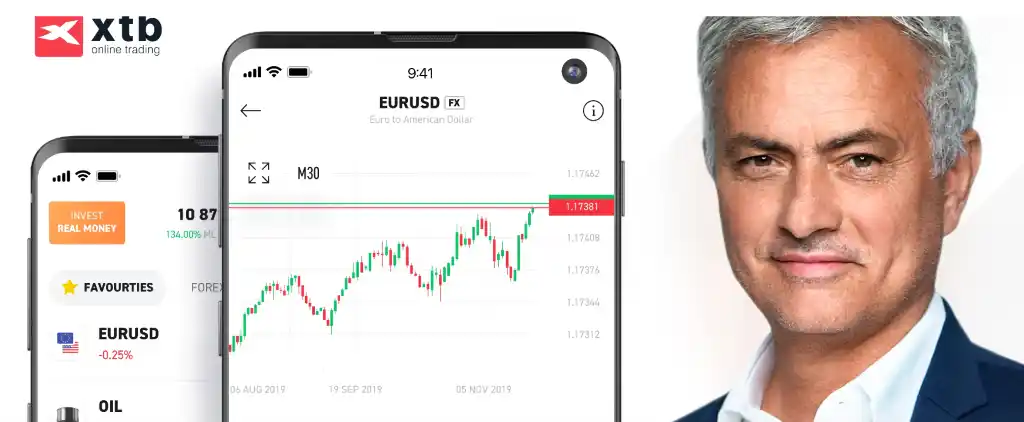 xtb
online trading
INVEST
REAL MONEY
10 87
134.00% ML
FAVOURTIES
FOREX
EURUSD
-0.25%
OIL
9:41
EURUSD FX
Euro to American Dollar
i
M30
1.17462
1.17381
1.17408
1.17376
1.17344
1.17312
06 AUG 2019
19 SEP 2019
05 NOV 2019